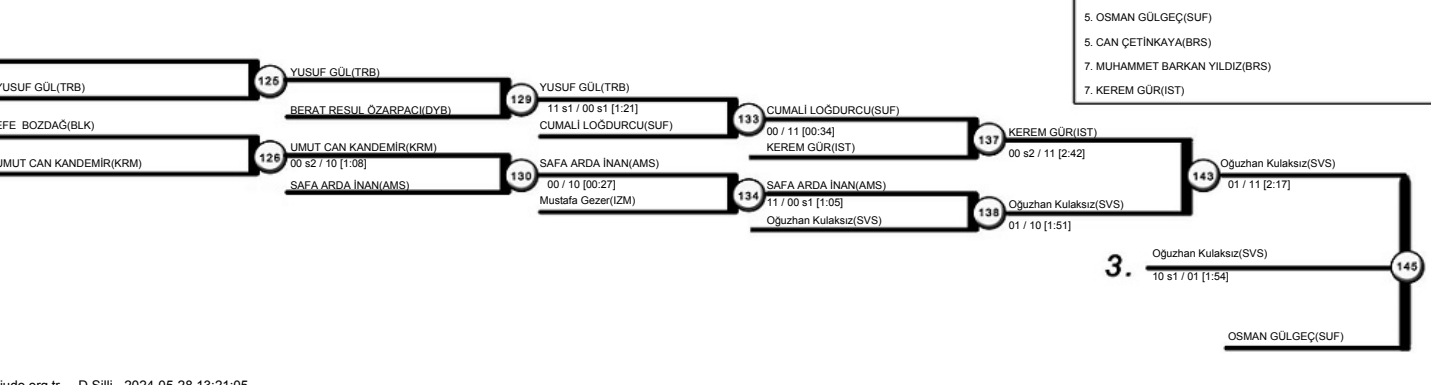 5. OSMAN GÜLGEÇ(SUF)
5. CAN ÇETİNKAYA(BRS)
7. MUHAMMET BARKAN YILDIZ(BRS)
7. KEREM GÜR(IST)
YUSUF GÜL(TRB)
125
YUSUF GÜL(TRB)
BERAT RESUL ÖZARPACI(DYB)
129
YUSUF GÜL(TRB)
11 s1 / 00 s1 [1:21]
CUMALİ LOĞDURCU(SUF)
133
CUMALİ LOĞDURCU(SUF)
00 / 11 [00:34]
KEREM GÜR(IST)
137
KEREM GÜR(IST)
00 s2 / 11 [2:42]
EFE BOZDAĞ(BLK)
UMUT CAN KANDEMİR(KRM)
126
UMUT CAN KANDEMİR(KRM)
00 s2 / 10 [1:08]
SAFA ARDA İNAN(AMS)
130
SAFA ARDA İNAN(AMS)
00 / 10 [00:27]
Mustafa Gezer(IZM)
134
SAFA ARDA İNAN(AMS)
11 / 00 s1 [1:05]
Oğuzhan Kulaksız(SVS)
138
Oğuzhan Kulaksız(SVS)
01 / 10 [1:51]
143
Oğuzhan Kulaksız(SVS)
01 / 11 [2:17]
3.
Oğuzhan Kulaksız(SVS)
10 s1 / 01 [1:54]
145
OSMAN GÜLGEÇ(SUF)